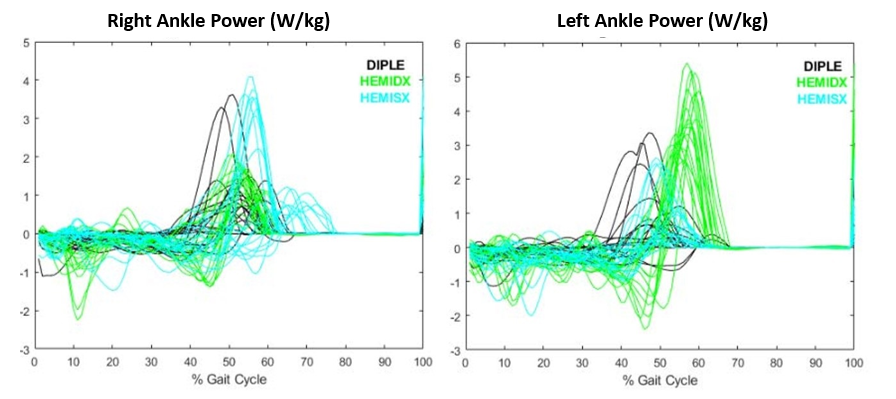 Right Ankle Power (W/kg)
5
4
3
2
1
0
-1
-2
-3
0 10 20 30 40 50 60 70 80 90 100
% Gait Cycle
DIPLE
HEMIDX
HEMISX
Left Ankle Power (W/kg)
6
5
4
3
2
1
0
-1
-2
-3
0 10 20 30 40 50 60 70 80 90 100
% Gait Cycle
DIPLE
HEMIDX
HEMISX